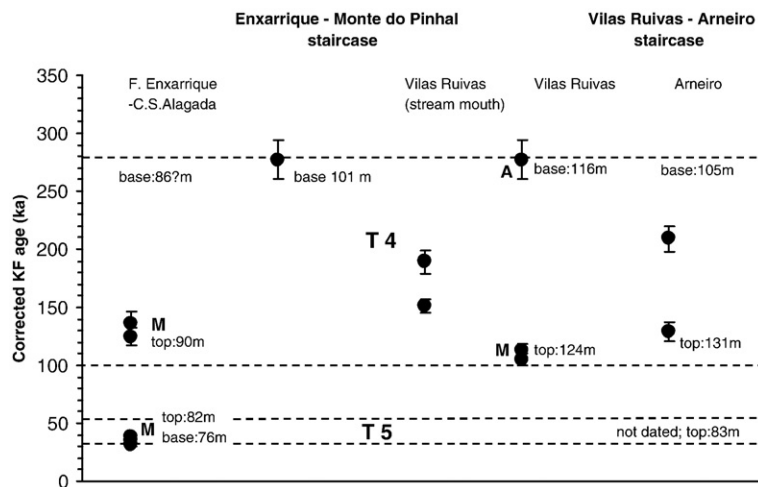 Enxarrique - Monte do Pinhal
staircase
Vilas Ruivas - Arneiro
staircase
F. Enxarrique
-C.S.Alagada
Vilas Ruivas
(stream mouth)
Vilas Ruivas
Arneiro
Corrected KF age (ka)
350
300
250
200
150
100
50
0
base:86?m
base 101 m
A
base:116m
base:105m
T 4
M
top:90m
M
top:124m
top:131m
top:82m
M
base:76m
T 5
not dated; top:83m